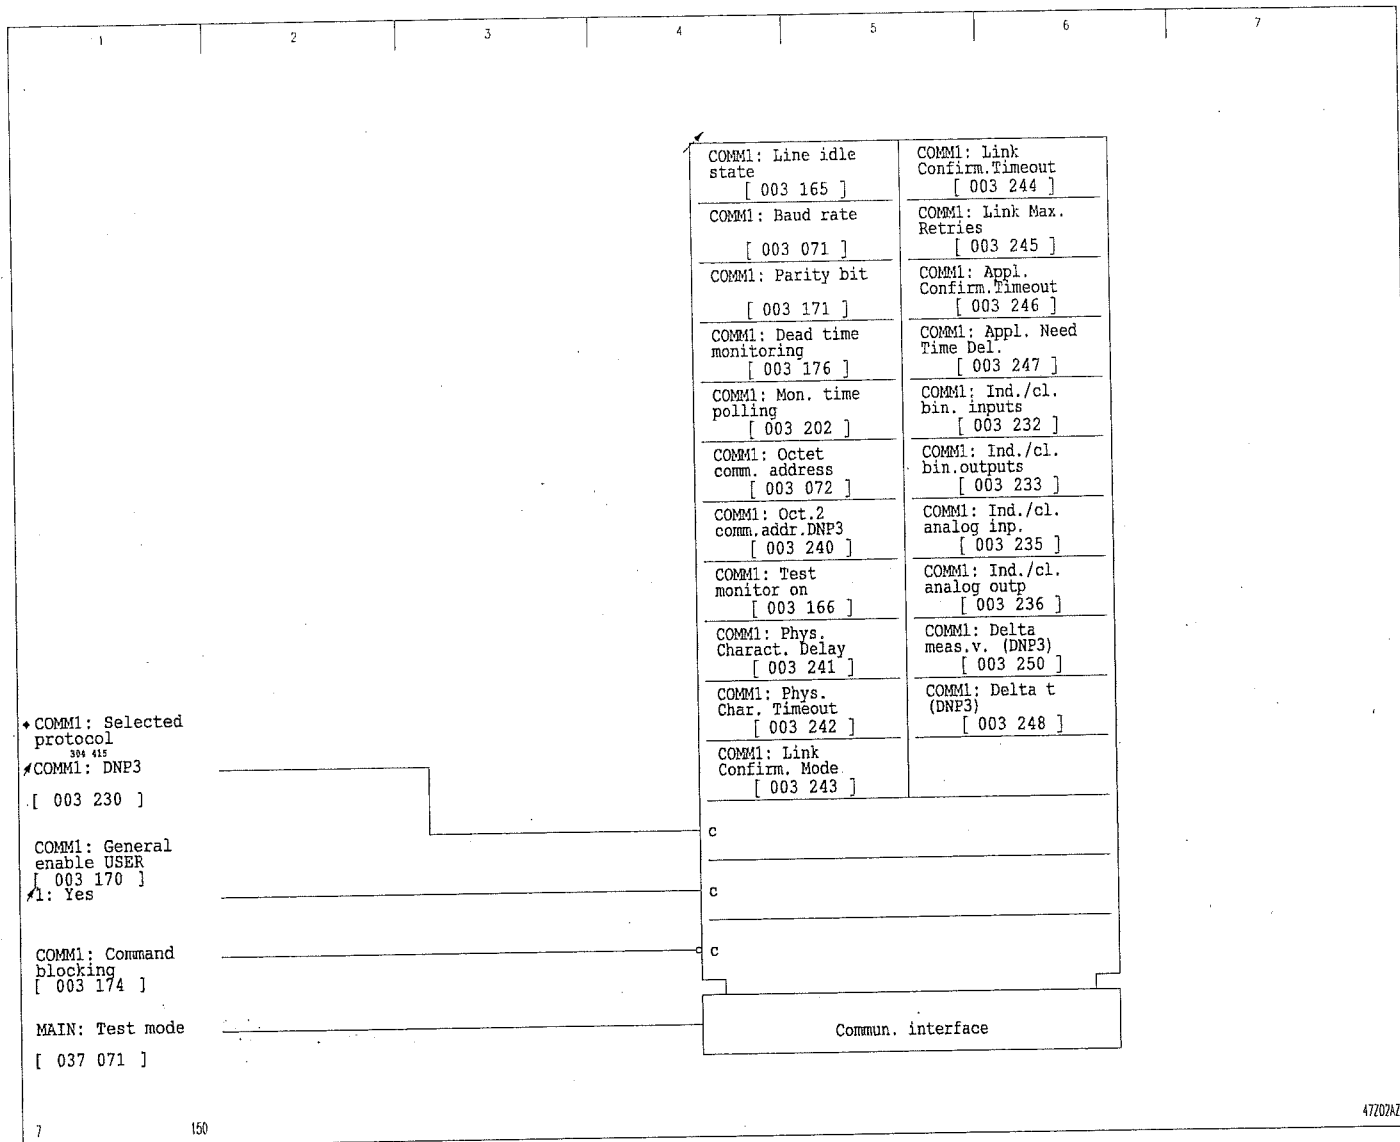 1 2 3 4 5 6 7
COMM1: Line idle
state
[ 003 165 ]
COMM1: Baud rate
[ 003 071 ]
COMM1: Parity bit
[ 003 171 ]
COMM1: Dead time
monitoring
[ 003 176 ]
COMM1: Mon. time
polling
[ 003 202 ]
COMM1: Octet
comm. address
[ 003 072 ]
COMM1: Oct.2
comm.addr.DNP3
[ 003 240 ]
COMM1: Test
monitor on
[ 003 166 ]
COMM1: Phys.
Charact. Delay
[ 003 241 ]
COMM1: Phys.
Char. Timeout
[ 003 242 ]
COMM1: Link
Confirm. Mode
[ 003 243 ]
COMM1: Link
Confirm.Timeout
[ 003 244 ]
COMM1: Link Max.
Retries
[ 003 245 ]
COMM1: Appl.
Confirm.Timeout
[ 003 246 ]
COMM1: Appl. Need
Time Del.
[ 003 247 ]
COMM1: Ind./cl.
bin. inputs
[ 003 232 ]
COMM1: Ind./cl.
bin.outputs
[ 003 233 ]
COMM1: Ind./cl.
analog inp.
[ 003 235 ]
COMM1: Ind./cl.
analog outp
[ 003 236 ]
COMM1: Delta
meas.v. (DNP3)
[ 003 250 ]
COMM1: Delta t
(DNP3)
[ 003 248 ]
COMM1: Selected
protocol
304 415
COMM1: DNP3
[ 003 230 ]
C
COMM1: General
enable USER
[ 003 170 ]
1: Yes
C
COMM1: Command
blocking
[ 003 174 ]
C
MAIN: Test mode
[ 037 071 ]
Commun. interface
7 150
47Z02AZ